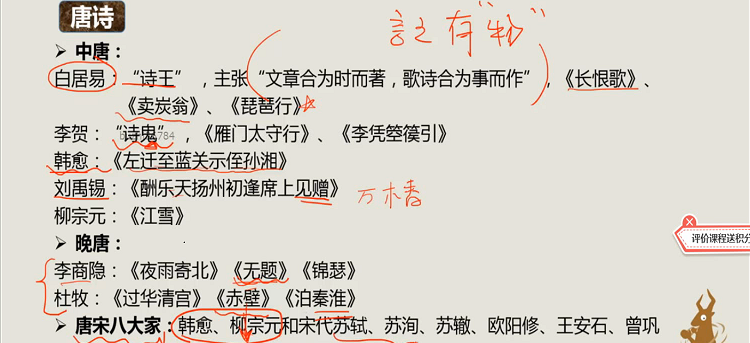 唐诗
言之有"物"
➢ 中唐：
白居易：“诗王”，主张“文章合为时而著，歌诗合为事而作”，《长恨歌》、
《卖炭翁》、《琵琶行》
李贺：“诗鬼”，《雁门太守行》、《李凭箜篌引》
韩愈：《左迁至蓝关示侄孙湘》
刘禹锡：《酬乐天扬州初逢席上见赠》 万木春
柳宗元：《江雪》
➢ 晚唐：
评价课程送积分
李商隐：《夜雨寄北》《无题》《锦瑟》
杜牧：《过华清宫》《赤壁》《泊秦淮》
➢ 唐宋八大家：韩愈、柳宗元和宋代苏轼、苏洵、苏辙、欧阳修、王安石、曾巩